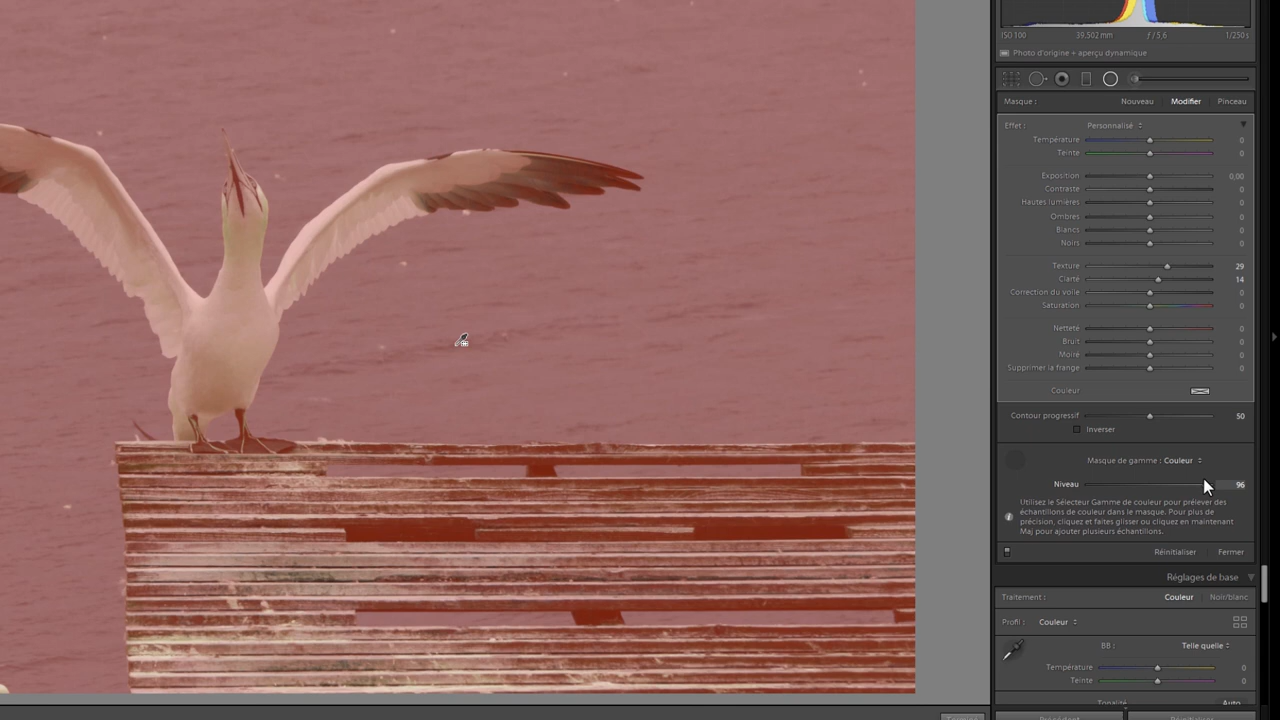 ISO 100 39,502 mm ƒ / 5,6 1/250 s
Photo d'origine + aperçu dynamique
Masque : Nouveau Modifier Pinceau
Effet : Personnalisé
Température 0
Teinte 0
Exposition 0,00
Contraste 0
Hautes lumières 0
Ombres 0
Blancs 0
Noirs 0
Texture 29
Clarté 14
Correction du voile 0
Saturation 0
Netteté 0
Bruit 0
Moiré 0
Supprimer la frange 0
Couleur
Contour progressif 50
Inverser
Masque de gamme : Couleur
Niveau 96
Utilisez le Sélecteur Gamme de couleur pour prélever des
échantillons de couleur dans le masque. Pour plus de
précision, cliquez et faites glisser ou cliquez en maintenant
Maj pour ajouter plusieurs échantillons.
Réinitialiser Fermer
Réglages de base
Traitement : Couleur Noir/blanc
Profil : Couleur
BB : Telle quelle
Température 0
Teinte 0
Tonalité Auto